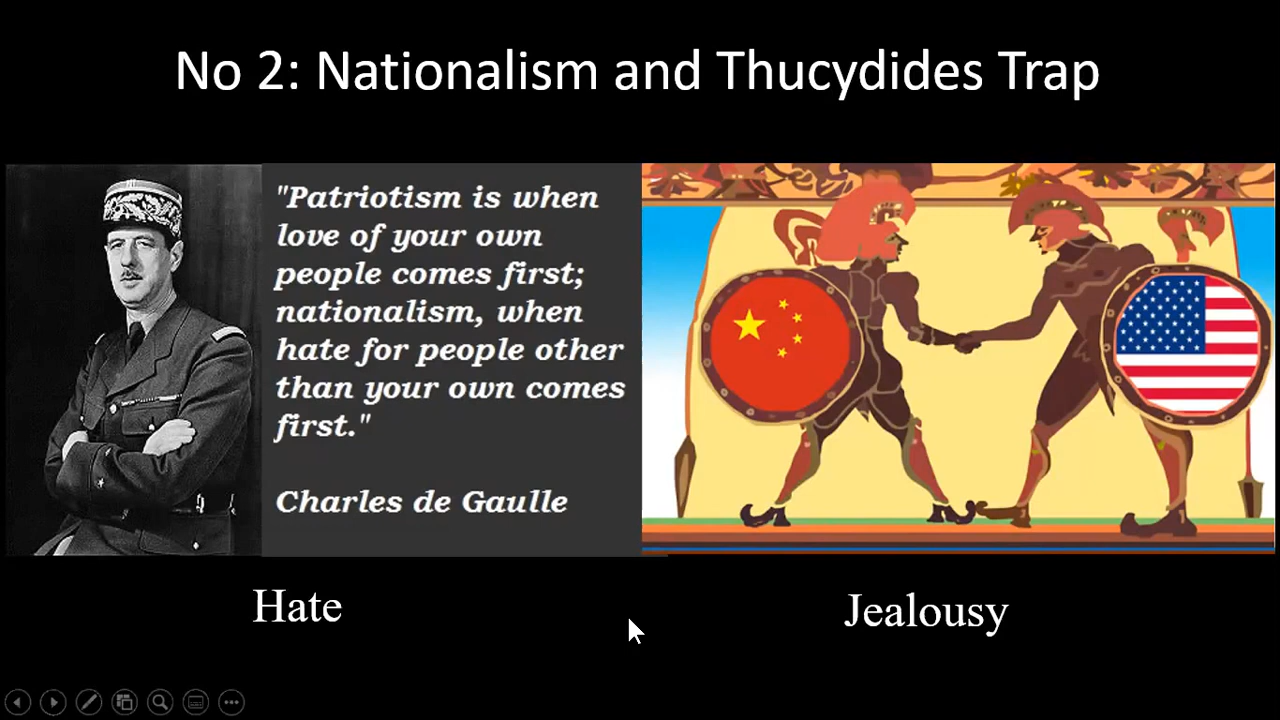 No 2: Nationalism and Thucydides Trap
"Patriotism is when
love of your own
people comes first;
nationalism, when
hate for people other
than your own comes
first."
Charles de Gaulle
Hate
Jealousy